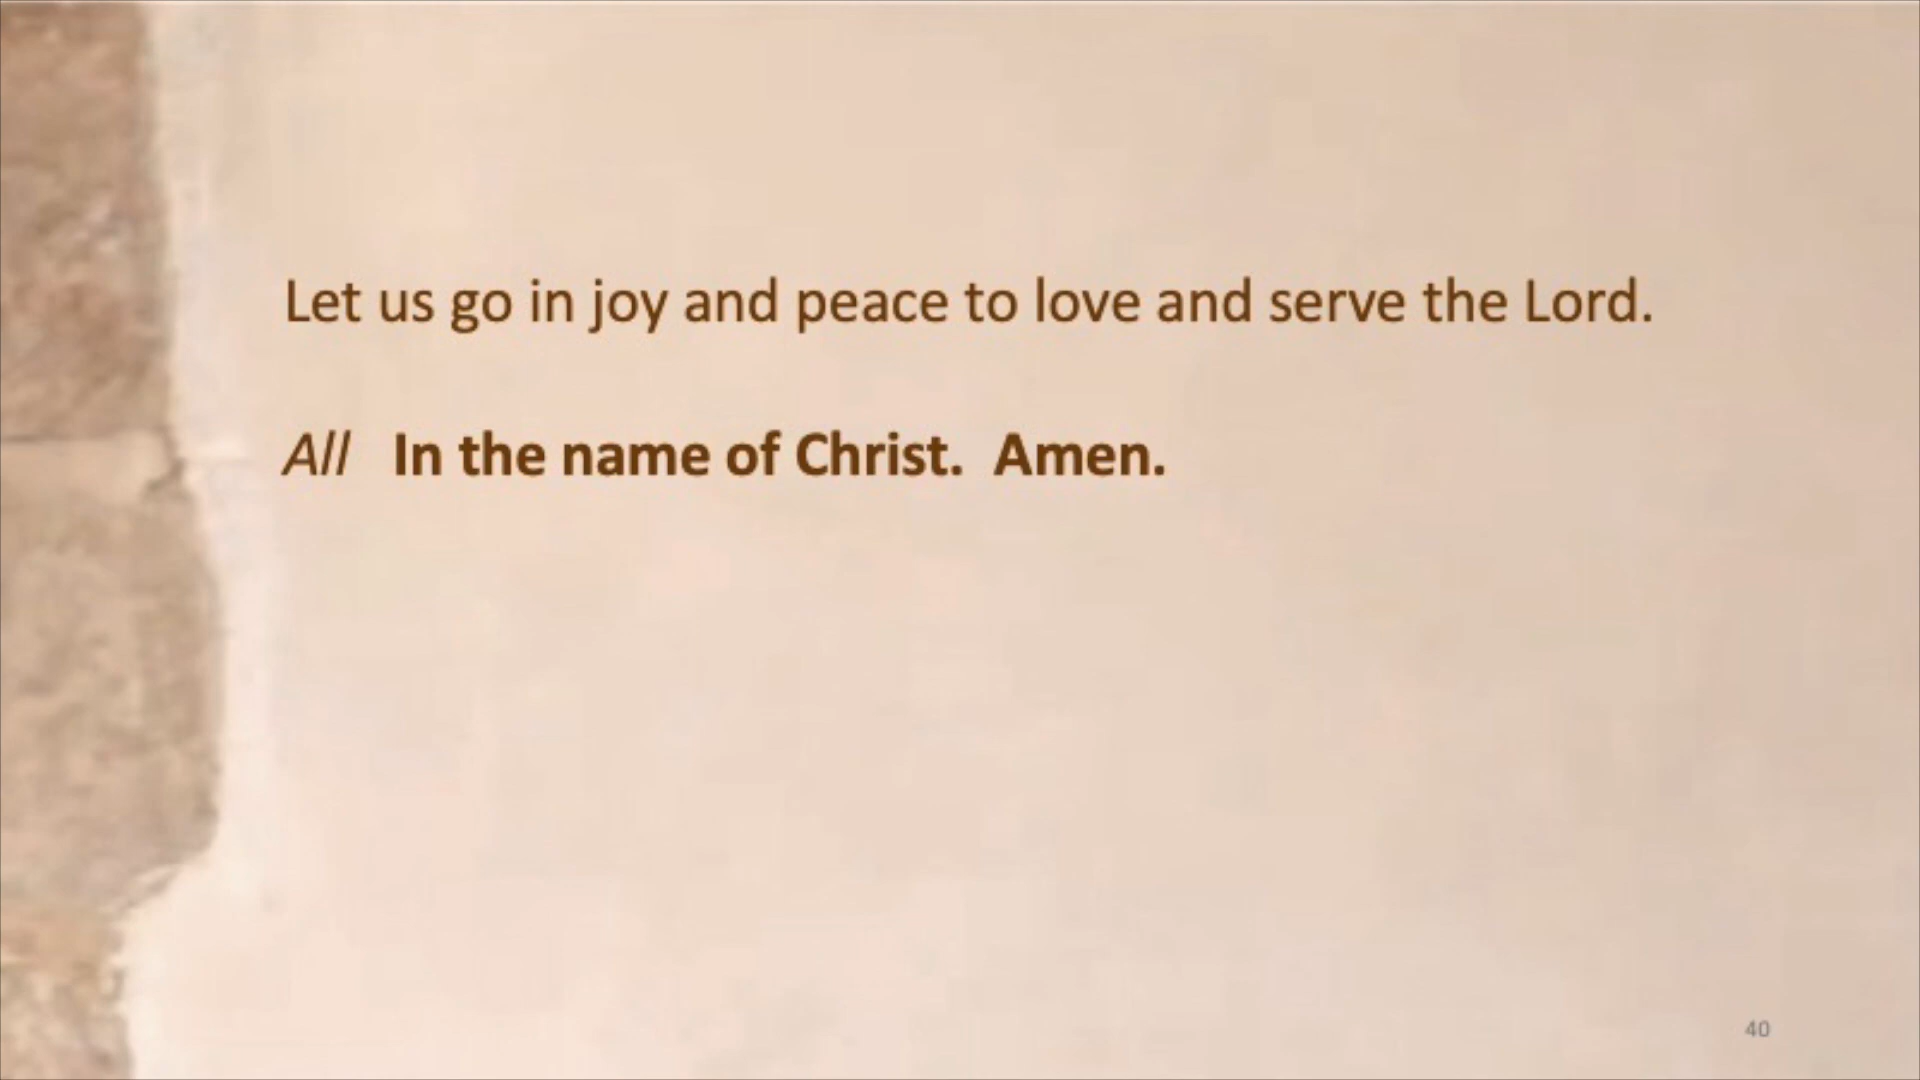 Let us go in joy and peace to love and serve the Lord.
All In the name of Christ. Amen.
40